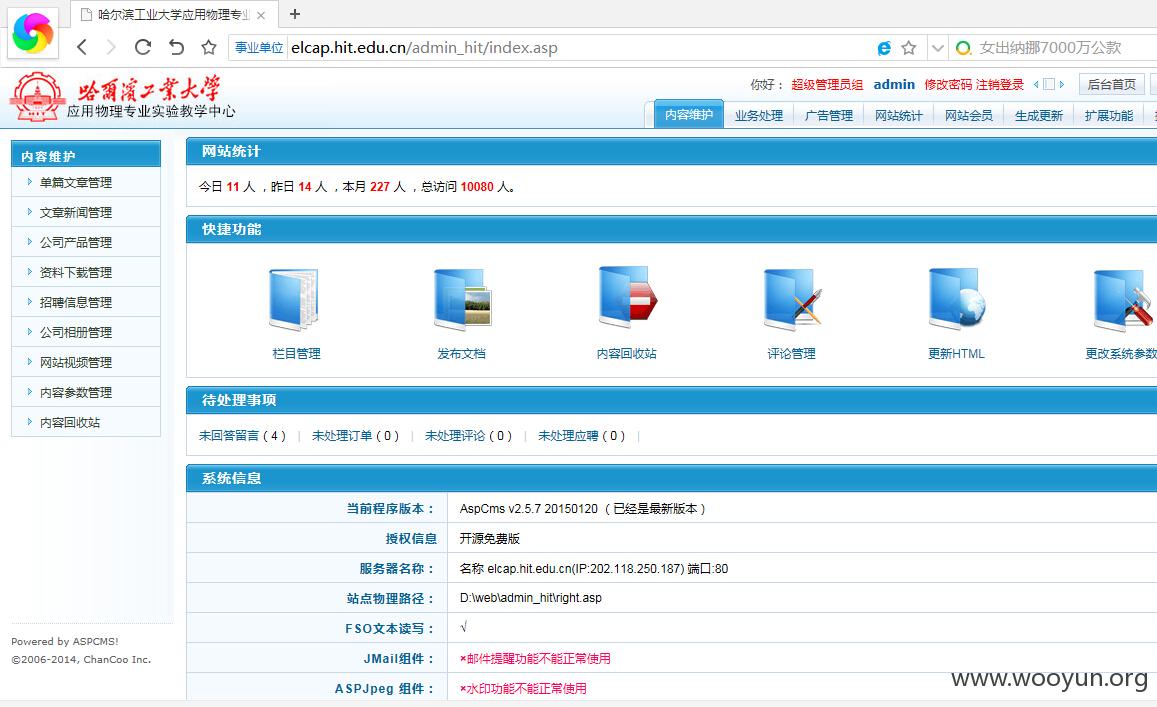 哈尔滨工业大学应用物理专业
事业单位 elcap.hit.edu.cn/admin_hit/index.asp 女出纳挪7000万公款
哈爾濱工業大學
应用物理专业实验教学中心
你好： 超级管理员组 admin 修改密码 注销登录 后台首页
内容维护 业务处理 广告管理 网站统计 网站会员 生成更新 扩展功能
内容维护
单篇文章管理
文章新闻管理
公司产品管理
资料下载管理
招聘信息管理
公司相册管理
网站视频管理
内容参数管理
内容回收站
网站统计
今日 11 人 ，昨日 14 人 ，本月 227 人 ，总访问 10080 人。
快捷功能
栏目管理 发布文档 内容回收站 评论管理 更新HTML 更改系统参数
待处理事项
未回答留言 ( 4 ) | 未处理订单 ( 0 ) | 未处理评论 ( 0 ) | 未处理应聘 ( 0 ) |
系统信息
当前程序版本： AspCms v2.5.7 20150120 （已经是最新版本）
授权信息 开源免费版
服务器名称： 名称 elcap.hit.edu.cn(IP:202.118.250.187) 端口:80
站点物理路径： D:\web\admin_hit\right.asp
FSO文本读写： √
JMail组件： ×邮件提醒功能不能正常使用
ASPJpeg 组件： ×水印功能不能正常使用
Powered by ASPCMS!
©2006-2014, ChanCoo Inc.
www.wooyun.org